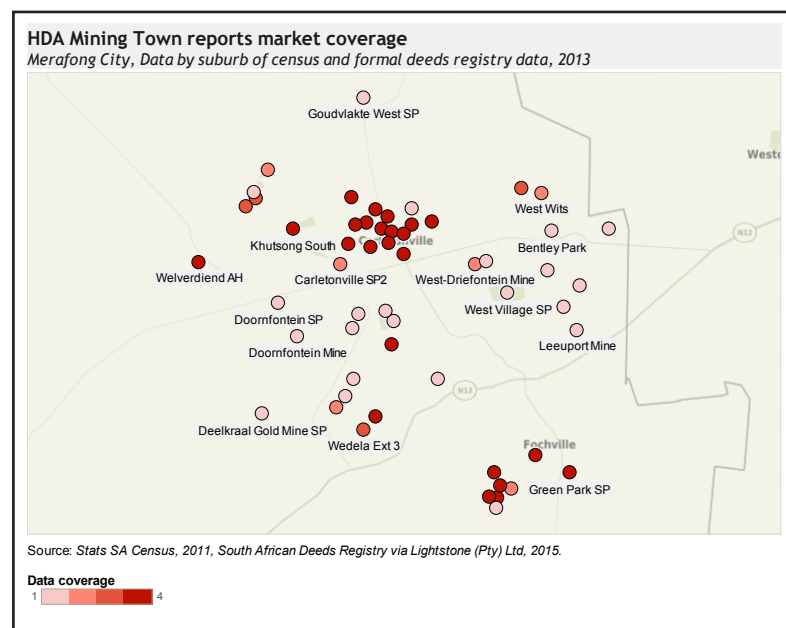 HDA Mining Town reports market coverage
Merafong City, Data by suburb of census and formal deeds registry data, 2013
Goudvlakte West SP
West Wits
N12
Khutsong South
Bentley Park
Welverdiend AH
Carletonville SP2
West-Driefontein Mine
Doornfontein SP
West Village SP
Doornfontein Mine
Leeuport Mine
N12
Deelkraal Gold Mine SP
Wedela Ext 3
Fochville
Green Park SP
Source: Stats SA Census, 2011, South African Deeds Registry via Lightstone (Pty) Ltd, 2015.
Data coverage
1 4